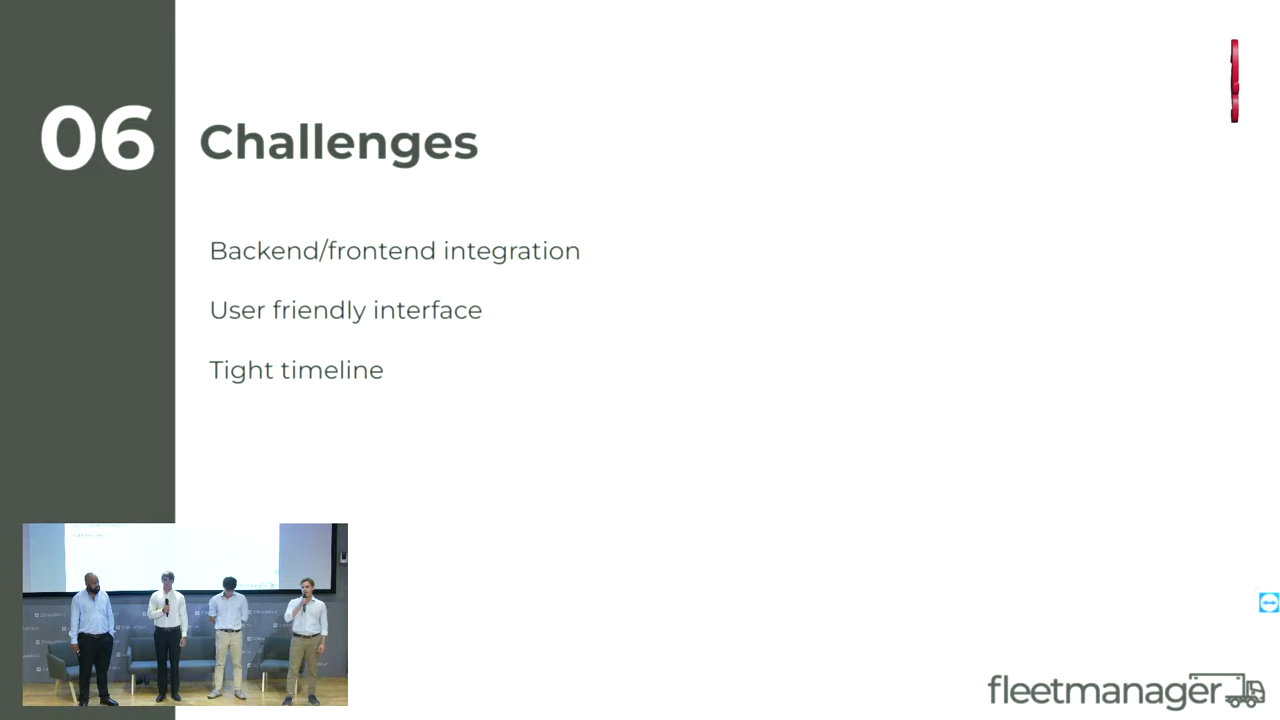 06
Challenges
Backend/frontend integration
User friendly interface
Tight timeline
fleetmanager